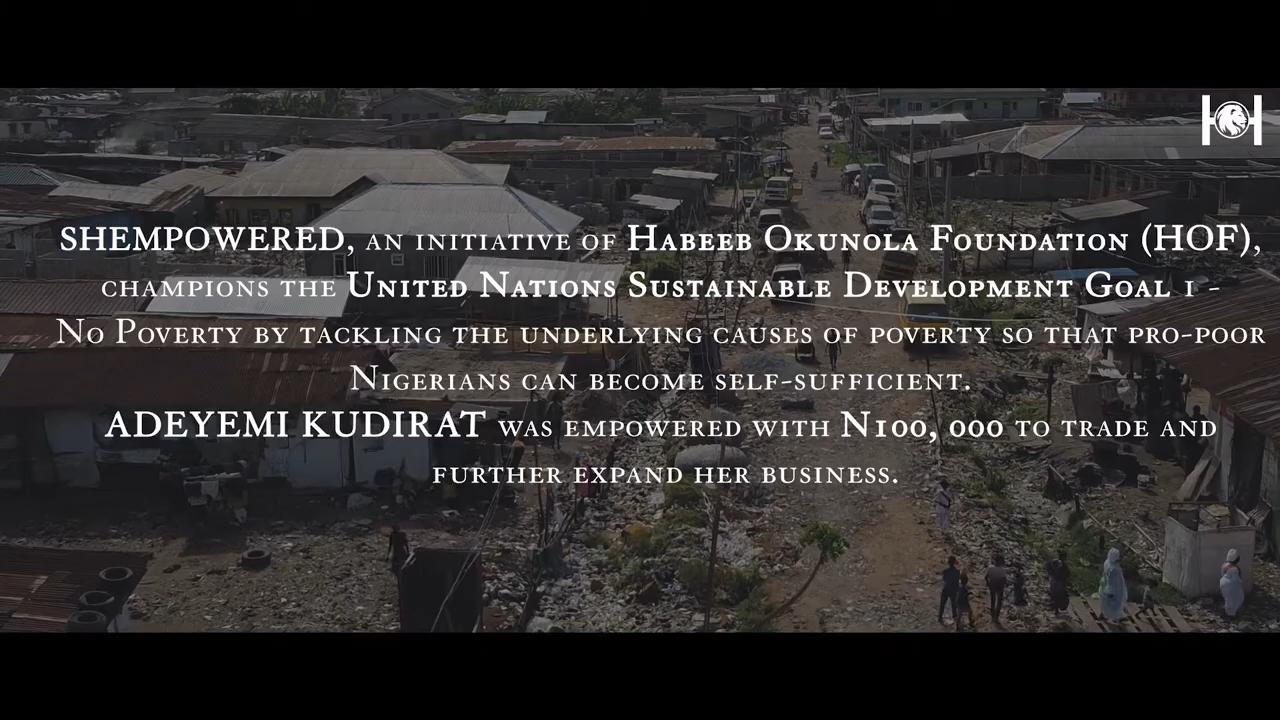 SHEMPOWERED, AN INITIATIVE OF HABEEB OKUNOLA FOUNDATION (HOF),
CHAMPIONS THE UNITED NATIONS SUSTAINABLE DEVELOPMENT GOAL 1 -
NO POVERTY BY TACKLING THE UNDERLYING CAUSES OF POVERTY SO THAT PRO-POOR
NIGERIANS CAN BECOME SELF-SUFFICIENT.
ADEYEMI KUDIRAT WAS EMPOWERED WITH N100, 000 TO TRADE AND
FURTHER EXPAND HER BUSINESS.